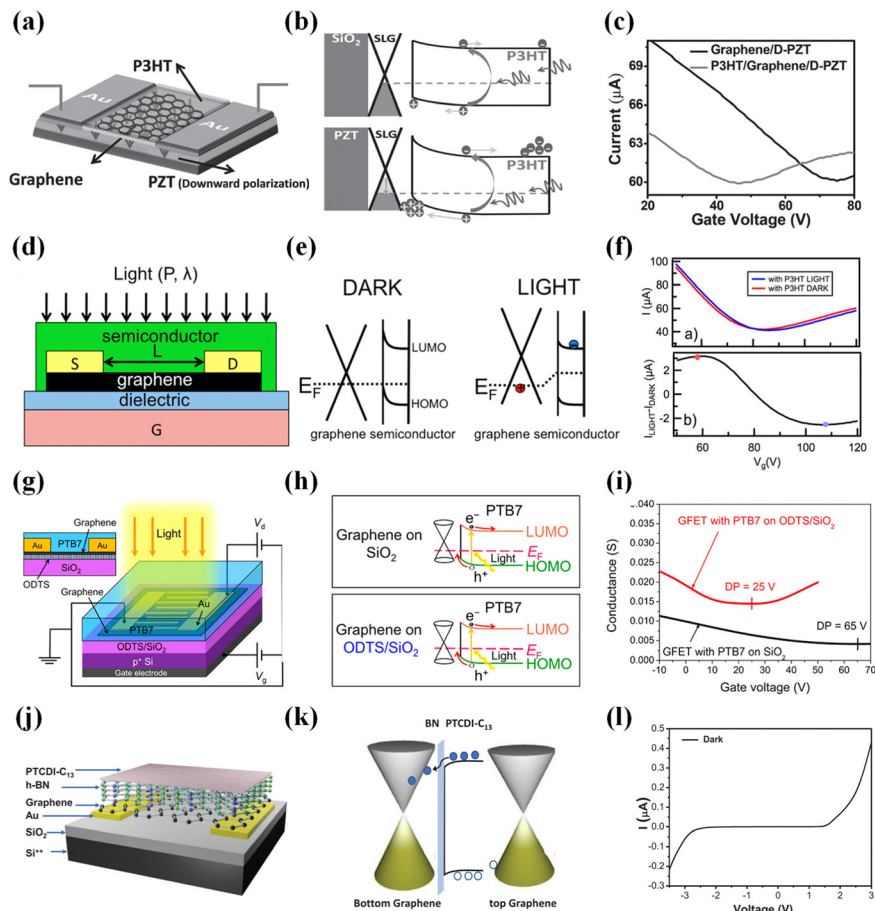 (a)
P3HT
Au
Au
Graphene
PZT (Downward polarization)
(b)
SiO2
SLG
P3HT
PZT
SLG
P3HT
(c)
Graphene/D-PZT
P3HT/Graphene/D-PZT
Current (μA)
71
69
66
63
60
20
40
60
80
Gate Voltage (V)
(d)
Light (P, λ)
semiconductor
S
L
D
graphene
dielectric
G
(e)
DARK
LIGHT
LUMO
EF
EF
HOMO
graphene semiconductor
graphene semiconductor
(f)
with P3HT LIGHT
with P3HT DARK
I (μA)
100
80
60
40
a)
ILIGHT-IDARK (μA)
2
0
-2
b)
60
80
100
120
Vg(V)
(g)
Graphene
Au
PTB7
Au
SiO2
ODTS
Light
Vd
Graphene
Au
PTB7
ODTS/SiO2
p+ Si
Gate electrode
Vg
(h)
Graphene on
SiO2
e−
PTB7
LUMO
EF
Light
HOMO
h+
Graphene on
ODTS/SiO2
e−
PTB7
LUMO
EF
Light
HOMO
h+
(i)
Conductance (S)
0.040
0.035
0.030
0.025
0.020
0.015
0.010
0.005
0.000
GFET with PTB7 on ODTS/SiO2
DP = 25 V
DP = 65 V
GFET with PTB7 on SiO2
-10
0
10
20
30
40
50
60
70
Gate voltage (V)
(j)
PTCDI-C13
h-BN
Graphene
Au
SiO2
Si++
(k)
BN
PTCDI-C13
Bottom Graphene
top Graphene
(l)
Dark
I (μA)
0.5
0.4
0.3
0.2
0.1
0.0
-0.1
-0.2
-0.3
-3
-2
-1
0
1
2
3
Voltage (V)